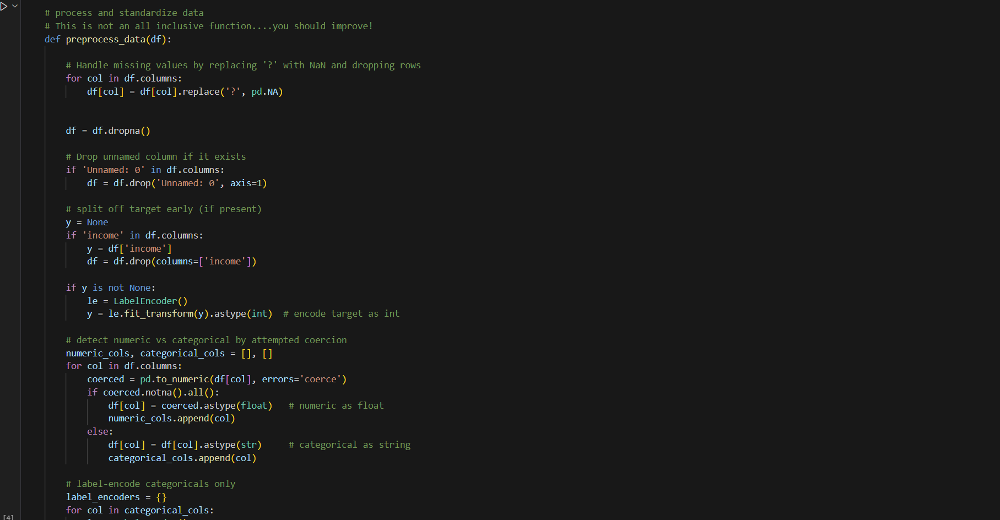 # process and standardize data
# This is not an all inclusive function....you should improve!
def preprocess_data(df):
# Handle missing values by replacing '?' with NaN and dropping rows
for col in df.columns:
df[col] = df[col].replace('?', pd.NA)
df = df.dropna()
# Drop unnamed column if it exists
if 'Unnamed: 0' in df.columns:
df = df.drop('Unnamed: 0', axis=1)
# split off target early (if present)
y = None
if 'income' in df.columns:
y = df['income']
df = df.drop(columns=['income'])
if y is not None:
le = LabelEncoder()
y = le.fit_transform(y).astype(int)  # encode target as int
# detect numeric vs categorical by attempted coercion
numeric_cols, categorical_cols = [], []
for col in df.columns:
coerced = pd.to_numeric(df[col], errors='coerce')
if coerced.notna().all():
df[col] = coerced.astype(float)   # numeric as float
numeric_cols.append(col)
else:
df[col] = df[col].astype(str)     # categorical as string
categorical_cols.append(col)
# label-encode categoricals only
label_encoders = {}
for col in categorical_cols:
[4]